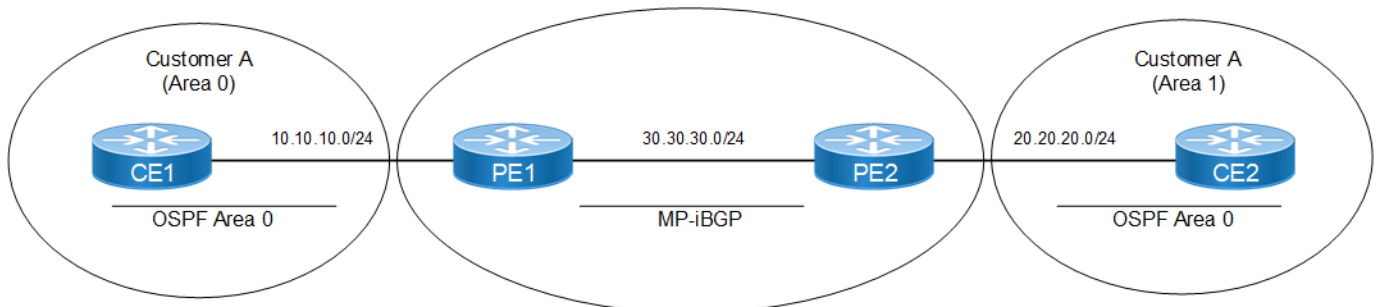 Customer A
(Area 0)
Customer A
(Area 1)
10.10.10.0/24
30.30.30.0/24
20.20.20.0/24
CE1
PE1
PE2
CE2
OSPF Area 0
MP-iBGP
OSPF Area 0